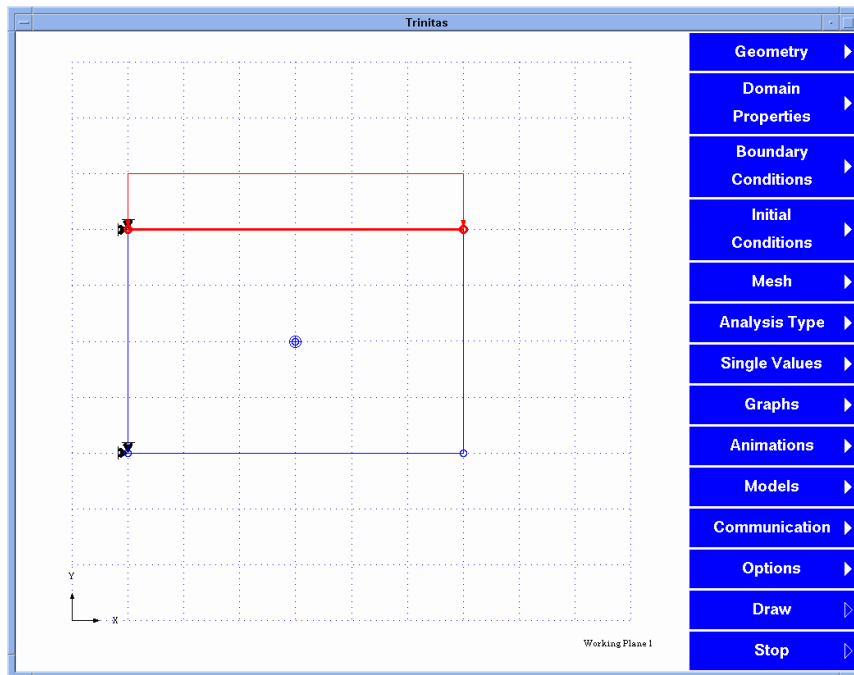 Trinitas
Geometry
Domain
Properties
Boundary
Conditions
Initial
Conditions
Mesh
Analysis Type
Single Values
Graphs
Animations
Models
Communication
Options
Draw
Stop
Y
X
Working Plane 1